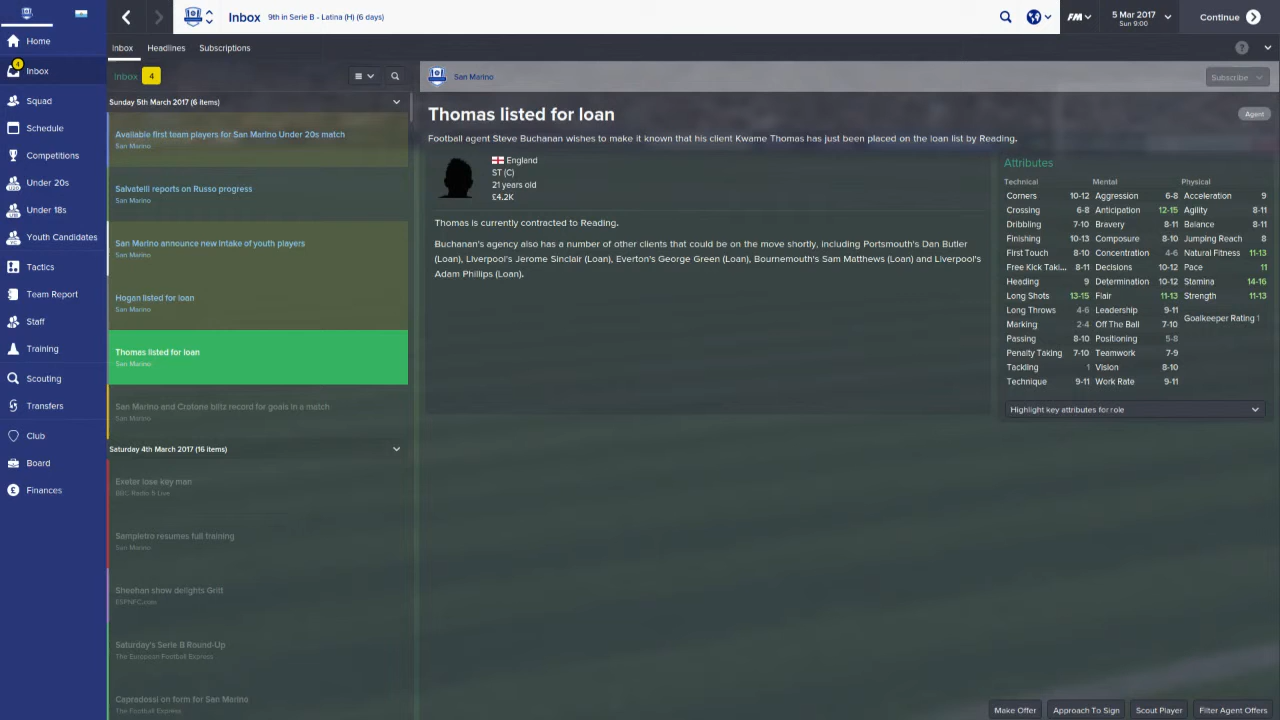 Inbox
9th in Serie B - Latina (H) (6 days)
FM
5 Mar 2017
Sun 9:00
Continue
Home
4
Inbox
Squad
Schedule
Competitions
Under 20s
Under 18s
Youth Candidates
Tactics
Team Report
Staff
Training
Scouting
Transfers
Club
Board
Finances
Inbox
Headlines
Subscriptions
Inbox
4
Sunday 5th March 2017 (6 items)
Available first team players for San Marino Under 20s match
San Marino
Salvatelli reports on Russo progress
San Marino
San Marino announce new intake of youth players
San Marino
Hogan listed for loan
San Marino
Thomas listed for loan
San Marino
San Marino and Crotone blitz record for goals in a match
San Marino
Saturday 4th March 2017 (16 items)
Exeter lose key man
BBC Radio 5 Live
Sampietro resumes full training
San Marino
Sheehan show delights Gritt
ESPNFC.com
Saturday's Serie B Round-Up
The European Football Express
Capradossi on form for San Marino
The Football Express
San Marino
Subscribe
Thomas listed for loan
Agent
Football agent Steve Buchanan wishes to make it known that his client Kwame Thomas has just been placed on the loan list by Reading.
England
ST (C)
21 years old
£4.2K
Thomas is currently contracted to Reading.
Buchanan's agency also has a number of other clients that could be on the move shortly, including Portsmouth's Dan Butler
(Loan), Liverpool's Jerome Sinclair (Loan), Everton's George Green (Loan), Bournemouth's Sam Matthews (Loan) and Liverpool's
Adam Phillips (Loan).
Attributes
Technical Mental Physical
Corners 10-12 Aggression 6-8 Acceleration 9
Crossing 6-8 Anticipation 12-15 Agility 8-11
Dribbling 7-10 Bravery 8-11 Balance 8-11
Finishing 10-13 Composure 8-10 Jumping Reach 8
First Touch 8-10 Concentration 4-6 Natural Fitness 11-13
Free Kick Taki... 8-11 Decisions 10-12 Pace 11
Heading 9 Determination 10-12 Stamina 14-16
Long Shots 13-15 Flair 11-13 Strength 11-13
Long Throws 4-6 Leadership 9-11
Goalkeeper Rating 1
Marking 2-4 Off The Ball 7-10
Passing 8-10 Positioning 5-8
Penalty Taking 7-10 Teamwork 7-9
Tackling 1 Vision 8-10
Technique 9-11 Work Rate 9-11
Highlight key attributes for role
Make Offer
Approach To Sign
Scout Player
Filter Agent Offers